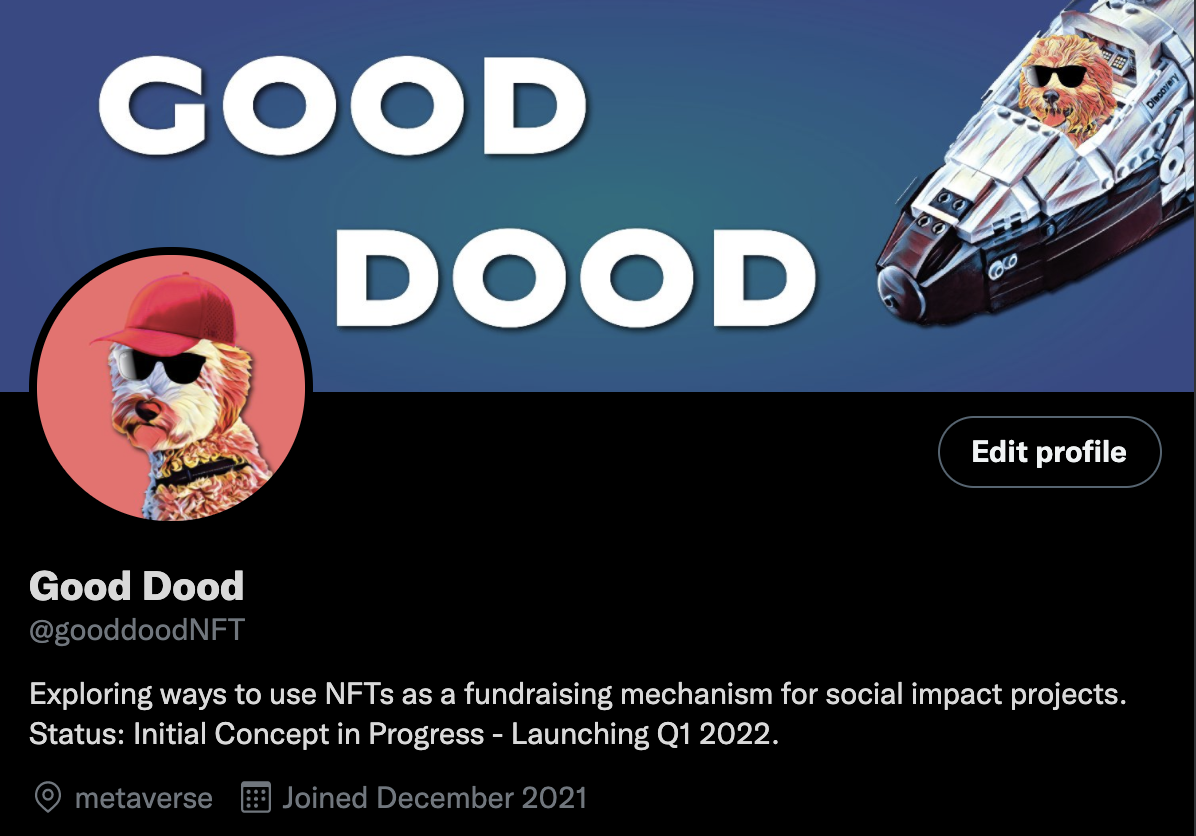 GOOD
DOOD
Discovery
Edit profile
Good Dood
@gooddoodNFT
Exploring ways to use NFTs as a fundraising mechanism for social impact projects.
Status: Initial Concept in Progress - Launching Q1 2022.
metaverse Joined December 2021